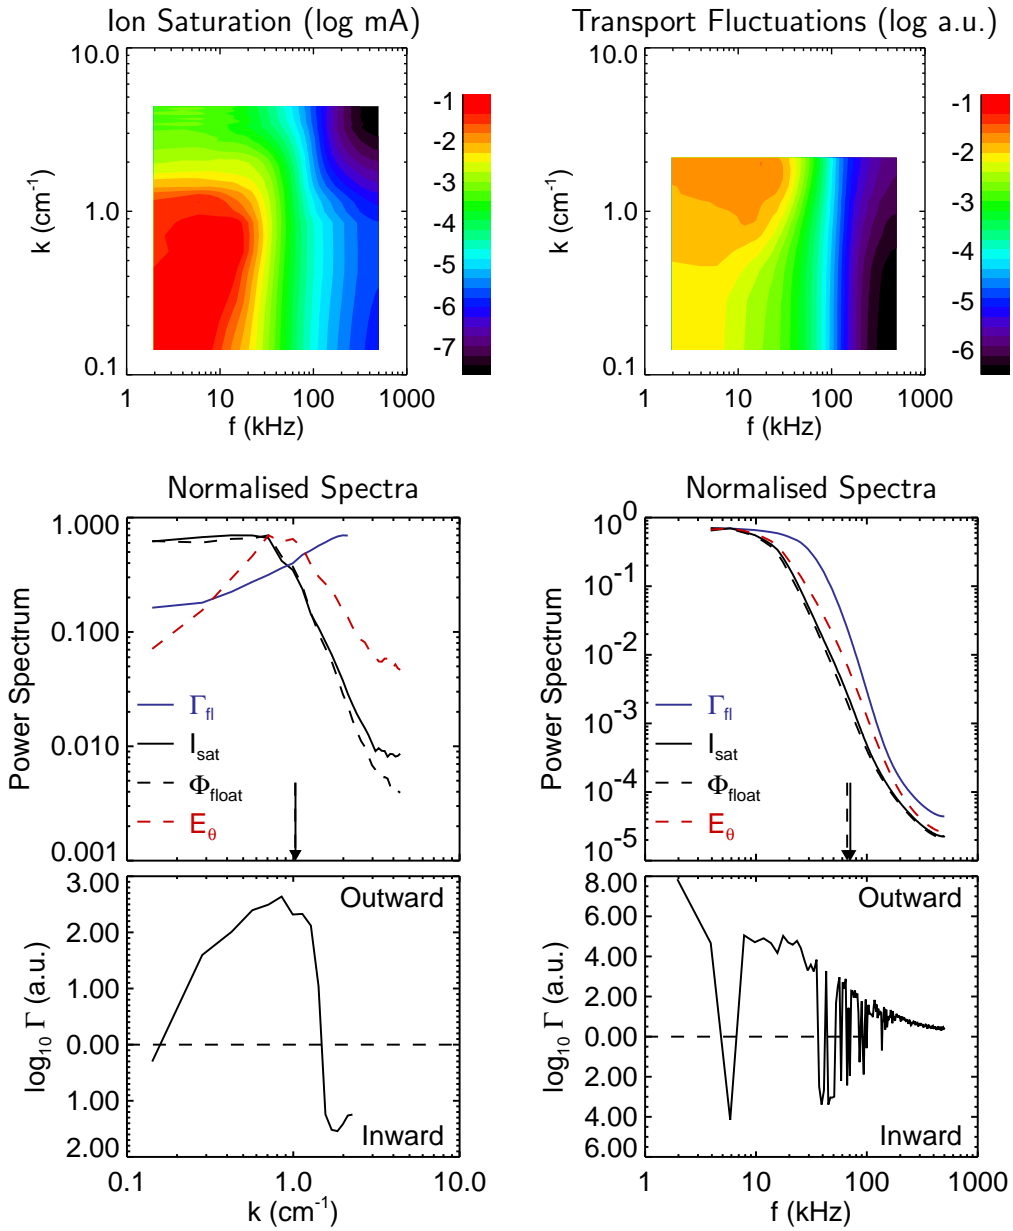 Ion Saturation (log mA)
Transport Fluctuations (log a.u.)
10.0
1.0
0.1
k (cm⁻¹)
1 10 100 1000
f (kHz)
-1
-2
-3
-4
-5
-6
-7
10.0
1.0
0.1
k (cm⁻¹)
1 10 100 1000
f (kHz)
-1
-2
-3
-4
-5
-6
Normalised Spectra
1.000
0.100
0.010
0.001
Power Spectrum
Γfl
Isat
Φfloat
Eθ
Normalised Spectra
10⁰
10⁻¹
10⁻²
10⁻³
10⁻⁴
10⁻⁵
Power Spectrum
Γfl
Isat
Φfloat
Eθ
3.00
2.00
1.00
0.00
1.00
2.00
log₁₀ Γ (a.u.)
Outward
Inward
0.1 1.0 10.0
k (cm⁻¹)
8.00
6.00
4.00
2.00
0.00
2.00
4.00
6.00
log₁₀ Γ (a.u.)
Outward
Inward
1 10 100 1000
f (kHz)